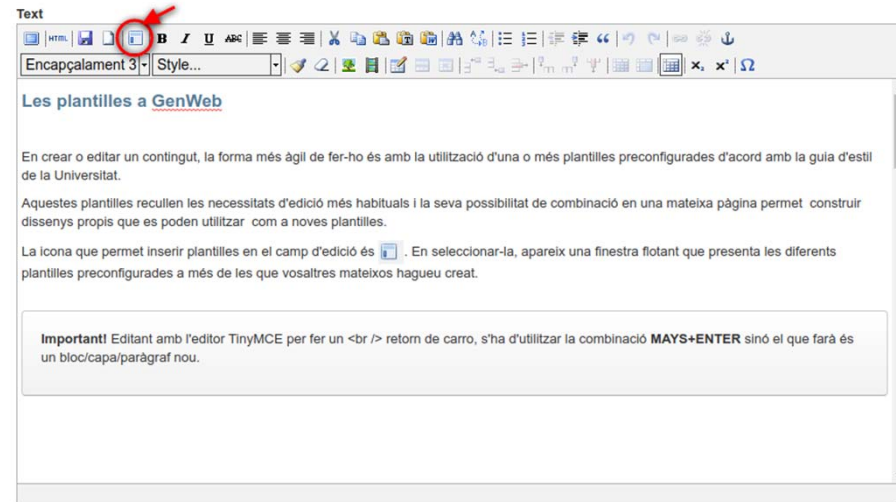 Text
HTML
B I U ABC
Encapçalament 3 Style...
Les plantilles a GenWeb
En crear o editar un contingut, la forma més àgil de fer-ho és amb la utilització d'una o més plantilles preconfigurades d'acord amb la guia d'estil
de la Universitat.
Aquestes plantilles recullen les necessitats d'edició més habituals i la seva possibilitat de combinació en una mateixa pàgina permet construir
dissenys propis que es poden utilitzar com a noves plantilles.
La icona que permet inserir plantilles en el camp d'edició és . En seleccionar-la, apareix una finestra flotant que presenta les diferents
plantilles preconfigurades a més de les que vosaltres mateixos hagueu creat.
Important! Editant amb l'editor TinyMCE per fer un <br /> retorn de carro, s'ha d'utilitzar la combinació MAYS+ENTER sinó el que farà és
un bloc/capa/paràgraf nou.